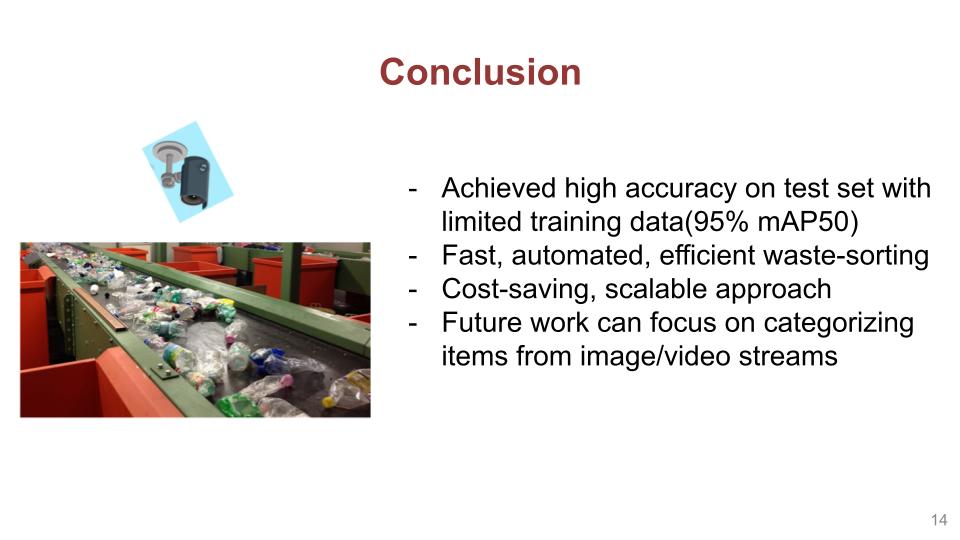 Conclusion
- Achieved high accuracy on test set with
limited training data(95% mAP50)
- Fast, automated, efficient waste-sorting
- Cost-saving, scalable approach
- Future work can focus on categorizing
items from image/video streams
14